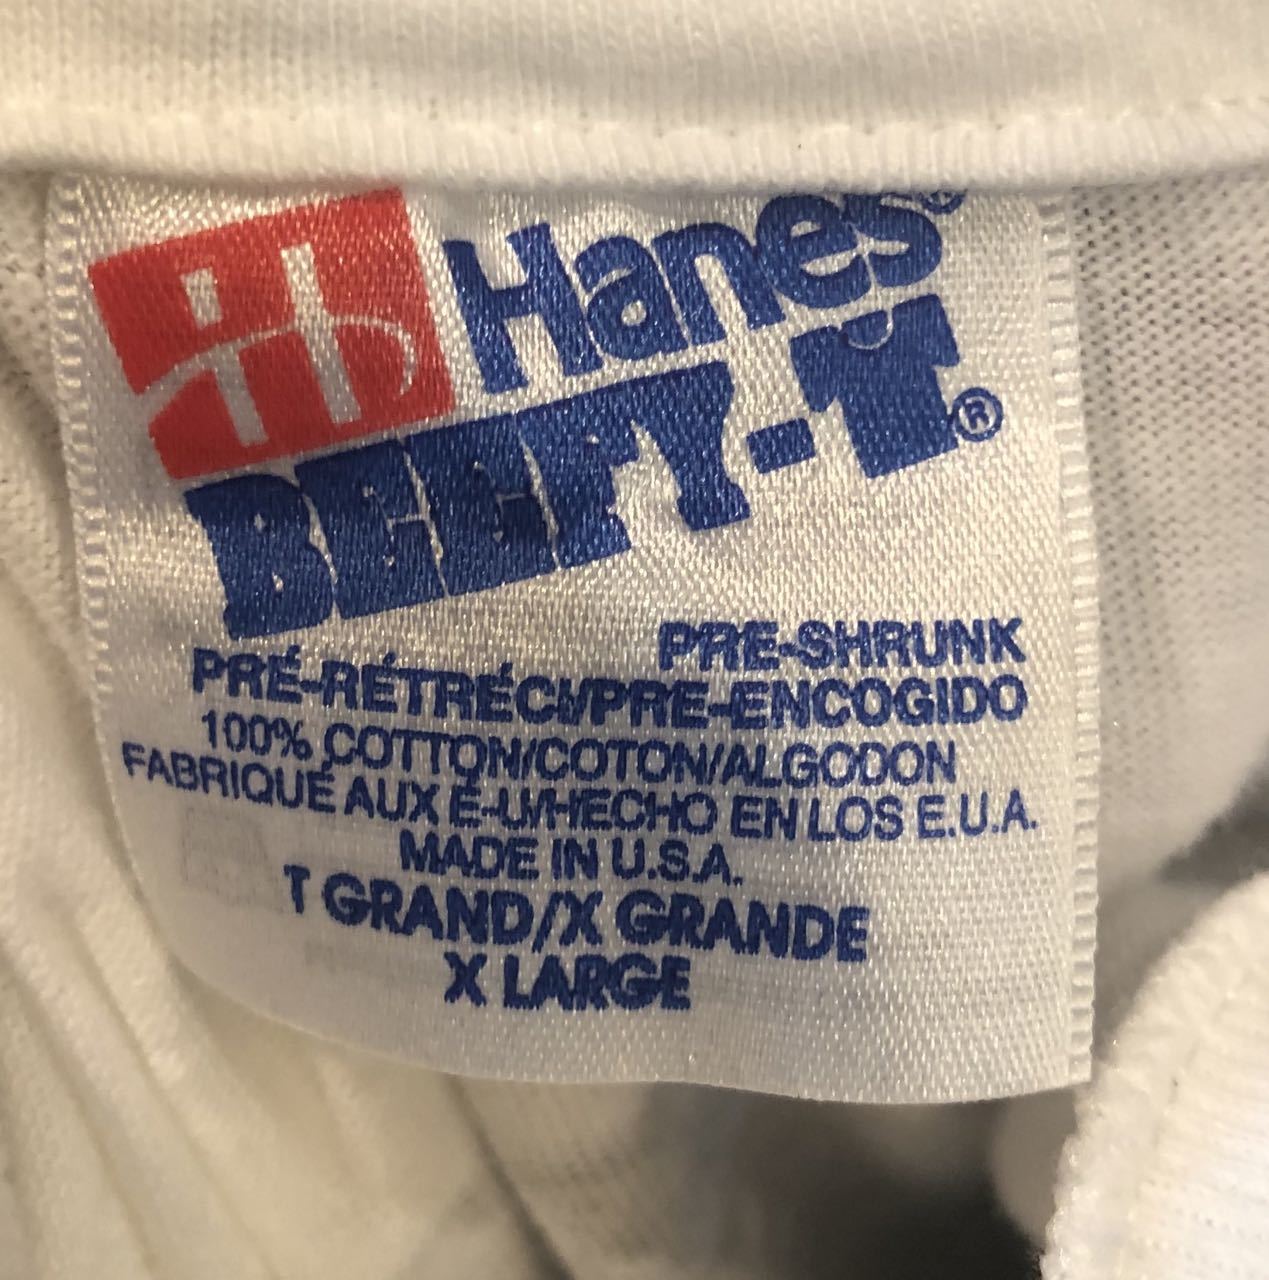 Hanes®
BEEFY-T®
PRE-SHRUNK
PRÉ-RÉTRÉCI/PRE-ENCOGIDO
100% COTTON/COTON/ALGODON
FABRIQUÉ AUX É-U/HECHO EN LOS E.U.A.
MADE IN U.S.A.
T GRAND/X GRANDE
X LARGE